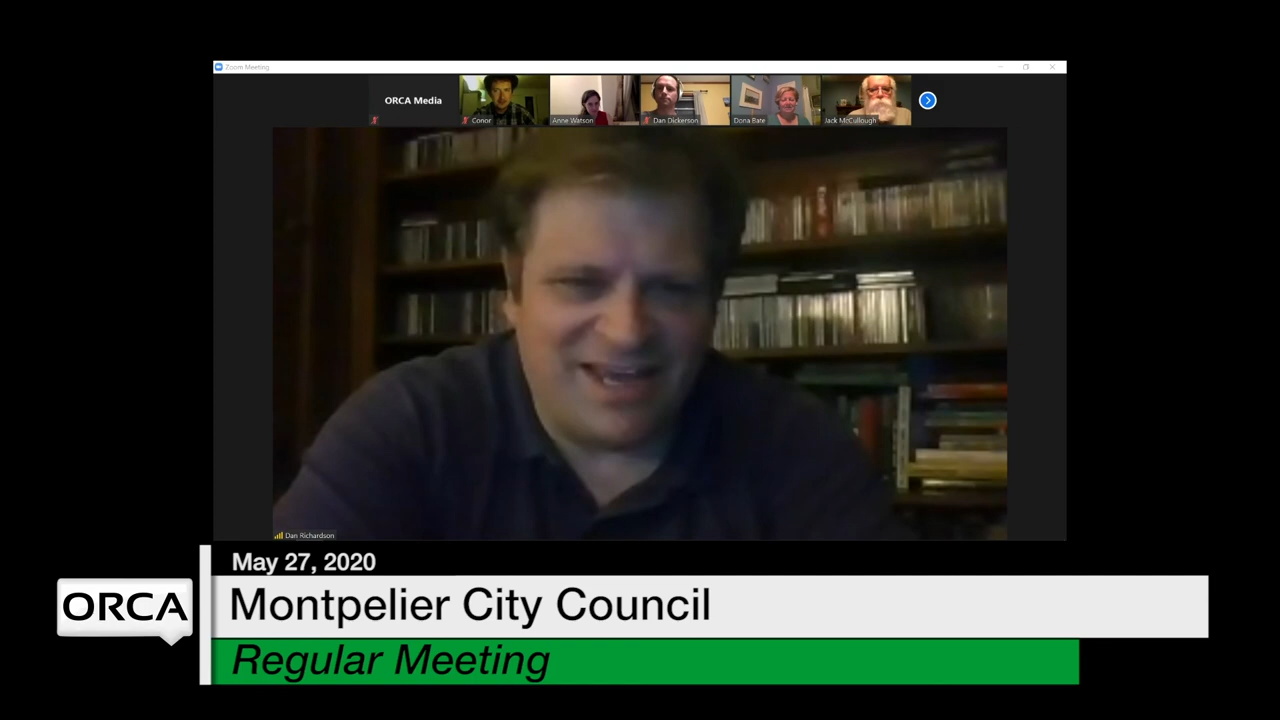 Zoom Meeting
ORCA Media
Conor
Anne Watson
Dan Dickerson
Dona Bate
Jack McCullough
Dan Richardson
May 27, 2020
ORCA
Montpelier City Council
Regular Meeting